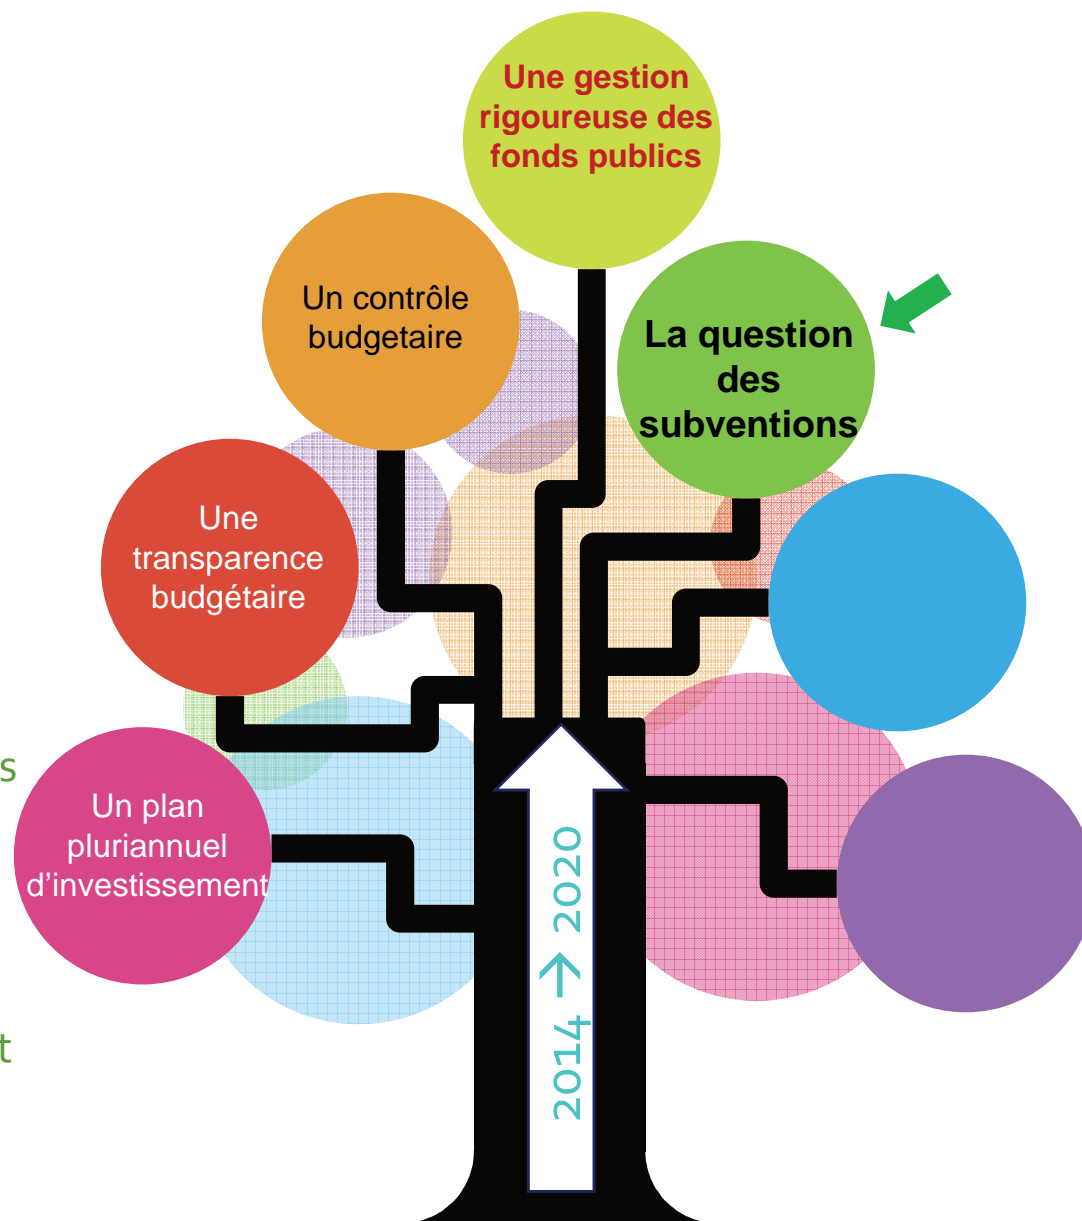 Une gestion
rigoureuse des
fonds publics
Un contrôle
budgetaire
La question
des
subventions
Une
transparence
budgétaire
s
Un plan
pluriannuel
d'investissement
t
2014 → 2020